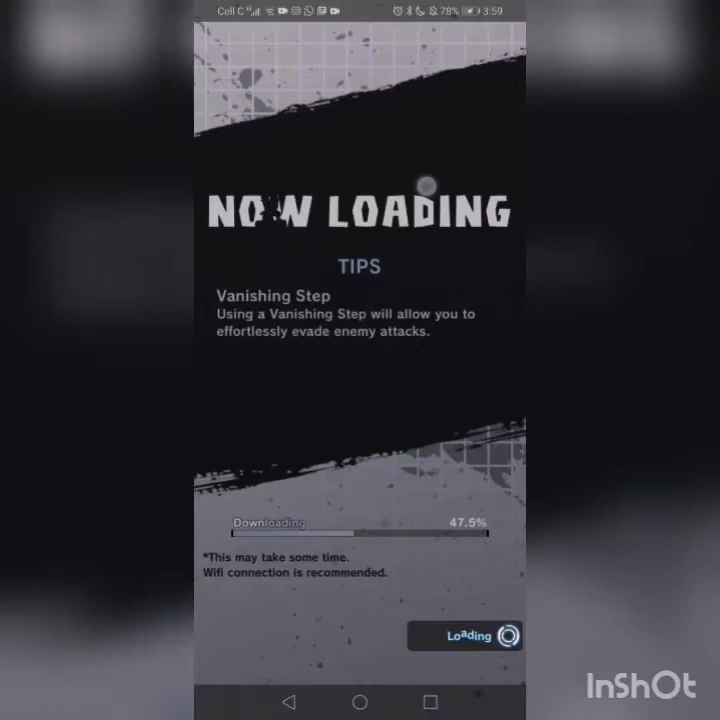 Cell C
78% 3:59
NOW LOADING
TIPS
Vanishing Step
Using a Vanishing Step will allow you to
effortlessly evade enemy attacks.
Downloading 47.5%
*This may take some time.
Wifi connection is recommended.
Loading
InShOt